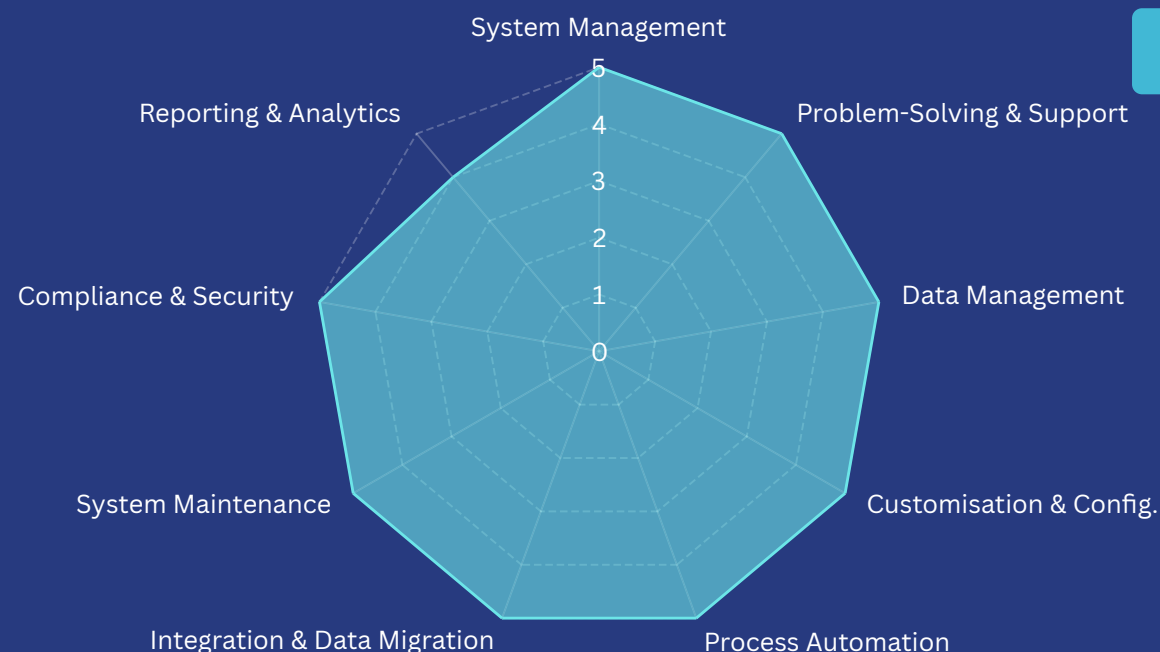 System Management
5
Reporting & Analytics
Problem-Solving & Support
4
3
2
Compliance & Security
1
Data Management
0
System Maintenance
Customisation & Config.
Integration & Data Migration
Process Automation